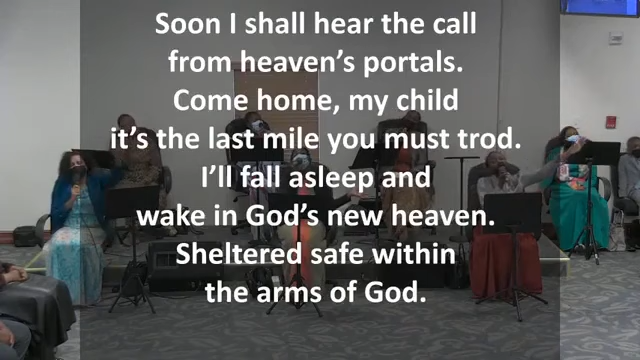 Soon I shall hear the call
from heaven’s portals.
Come home, my child
it’s the last mile you must trod.
I’ll fall asleep and
wake in God’s new heaven.
Sheltered safe within
the arms of God.